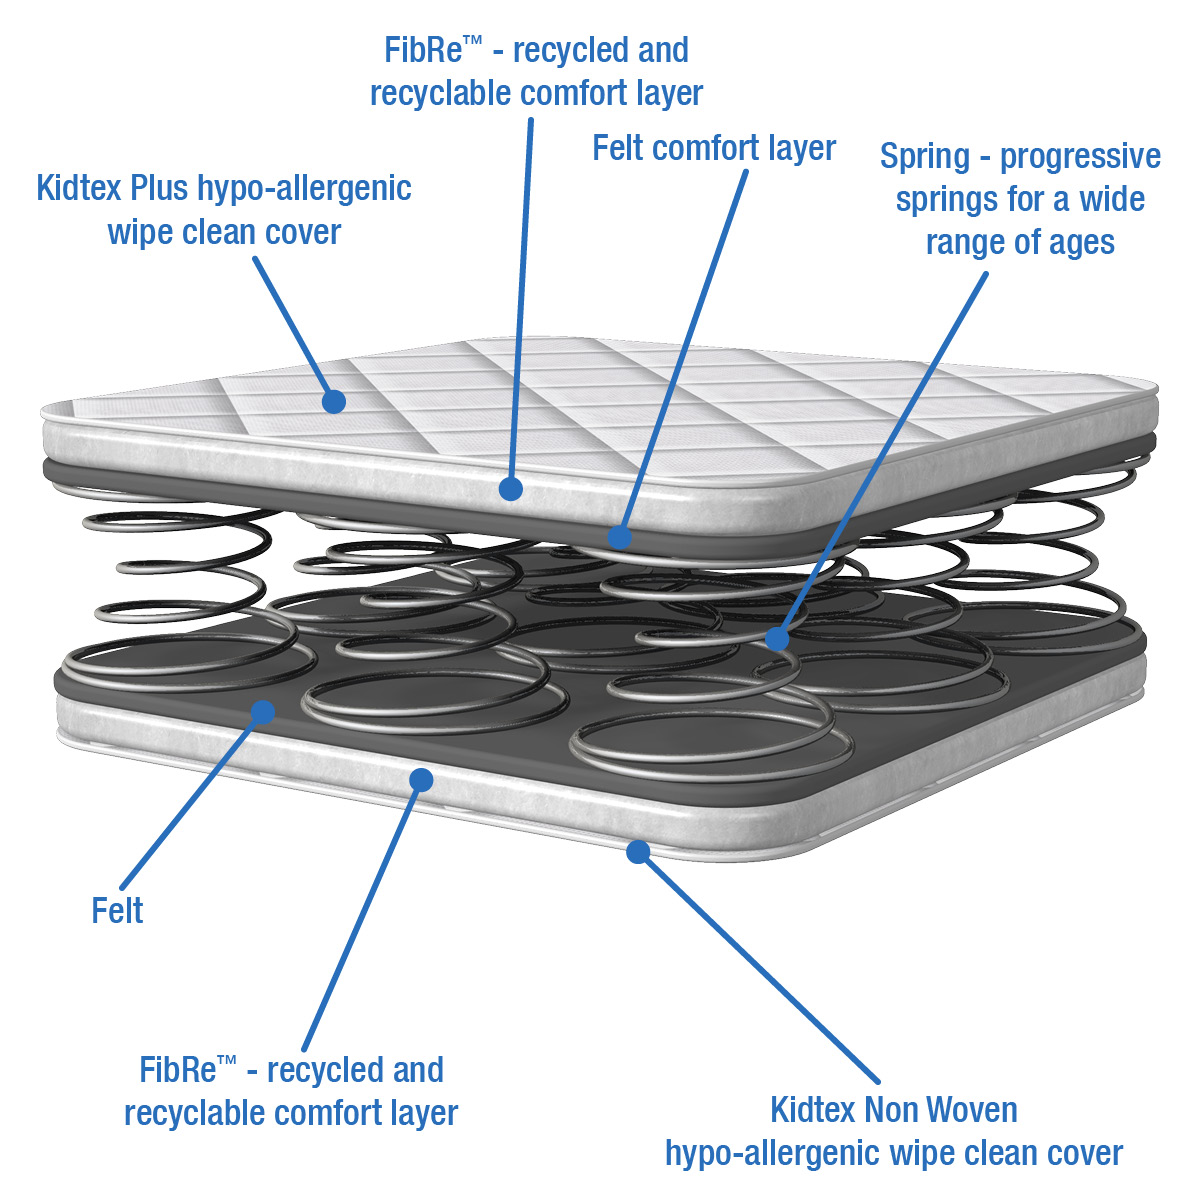 FibRe™ - recycled and
recyclable comfort layer
Felt comfort layer
Spring - progressive
springs for a wide
range of ages
Kidtex Plus hypo-allergenic
wipe clean cover
Felt
FibRe™ - recycled and
recyclable comfort layer
Kidtex Non Woven
hypo-allergenic wipe clean cover